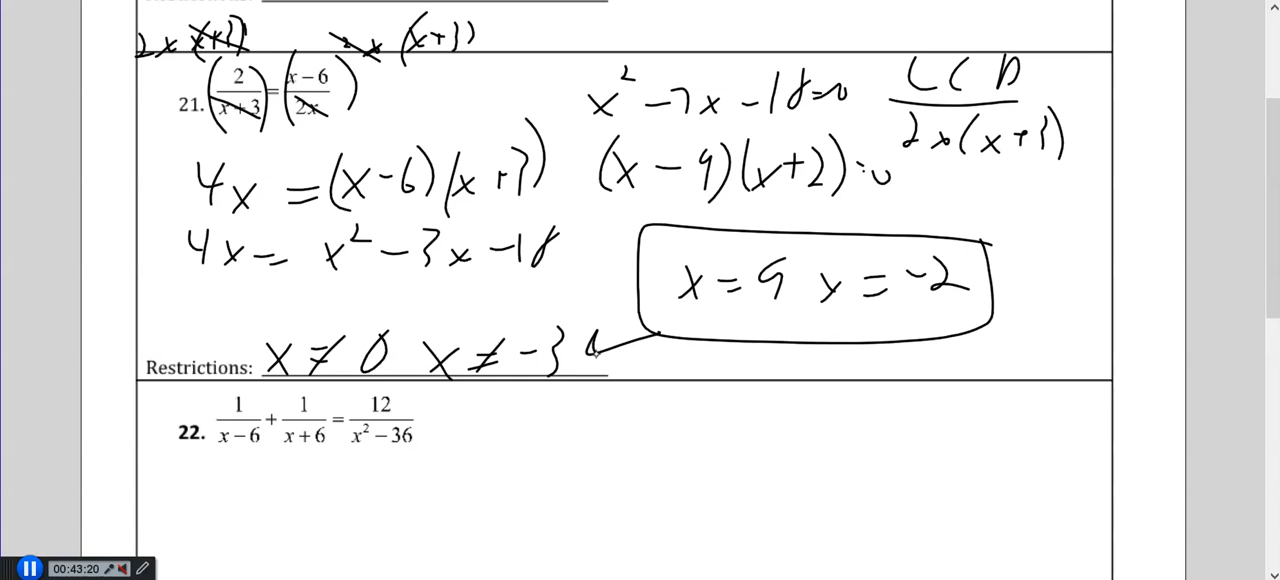 2x (x+3) 2x (x+3)
21. (2/(x+3)) = ((x-6)/(2x))
x² - 7x - 18 = 0
LCD
2x(x+3)
4x = (x-6)(x+3)
(x-9)(x+2) = 0
4x = x² - 3x - 18
x = 9 x = -2
Restrictions: x ≠ 0 x ≠ -3
22. 1/(x-6) + 1/(x+6) = 12/(x²-36)
00:43:20